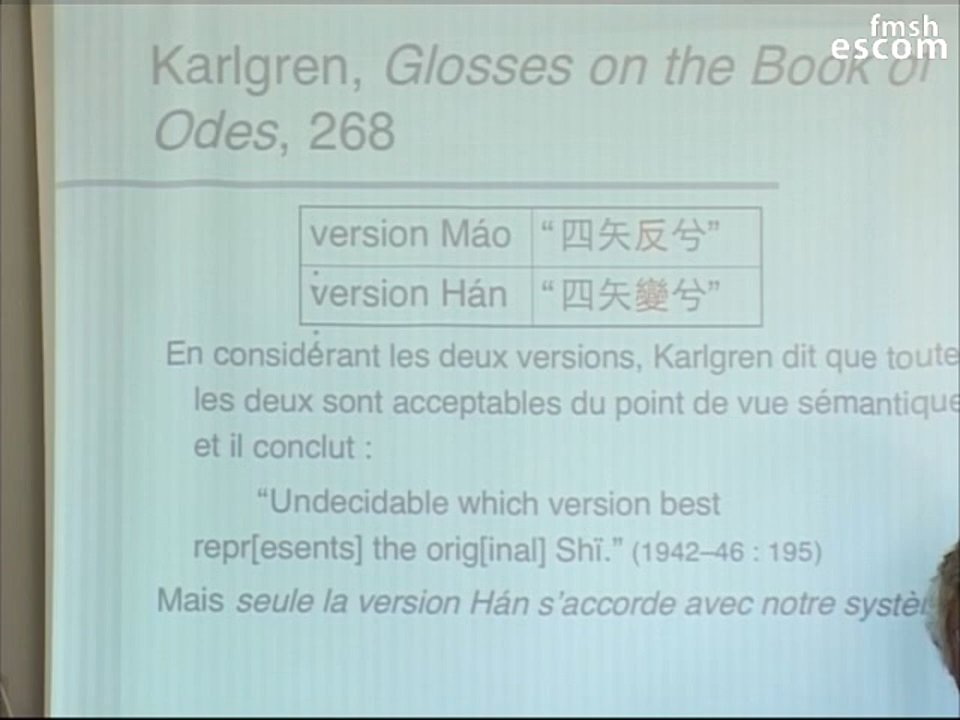 fmsh
escom
Karlgren, Glosses on the Book of
Odes, 268
version Máo “四矢反兮”
version Hán “四矢變兮”
En considérant les deux versions, Karlgren dit que toute
les deux sont acceptables du point de vue sémantique
et il conclut :
“Undecidable which version best
repr[esents] the orig[inal] Shï.” (1942–46 : 195)
Mais seule la version Hán s’accorde avec notre systè